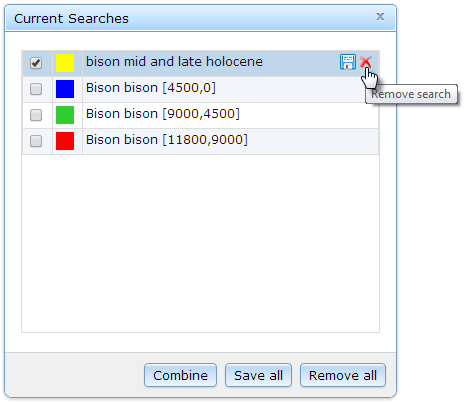 Current Searches x
bison mid and late holocene
Remove search
Bison bison [4500,0]
Bison bison [9000,4500]
Bison bison [11800,9000]
Combine Save all Remove all